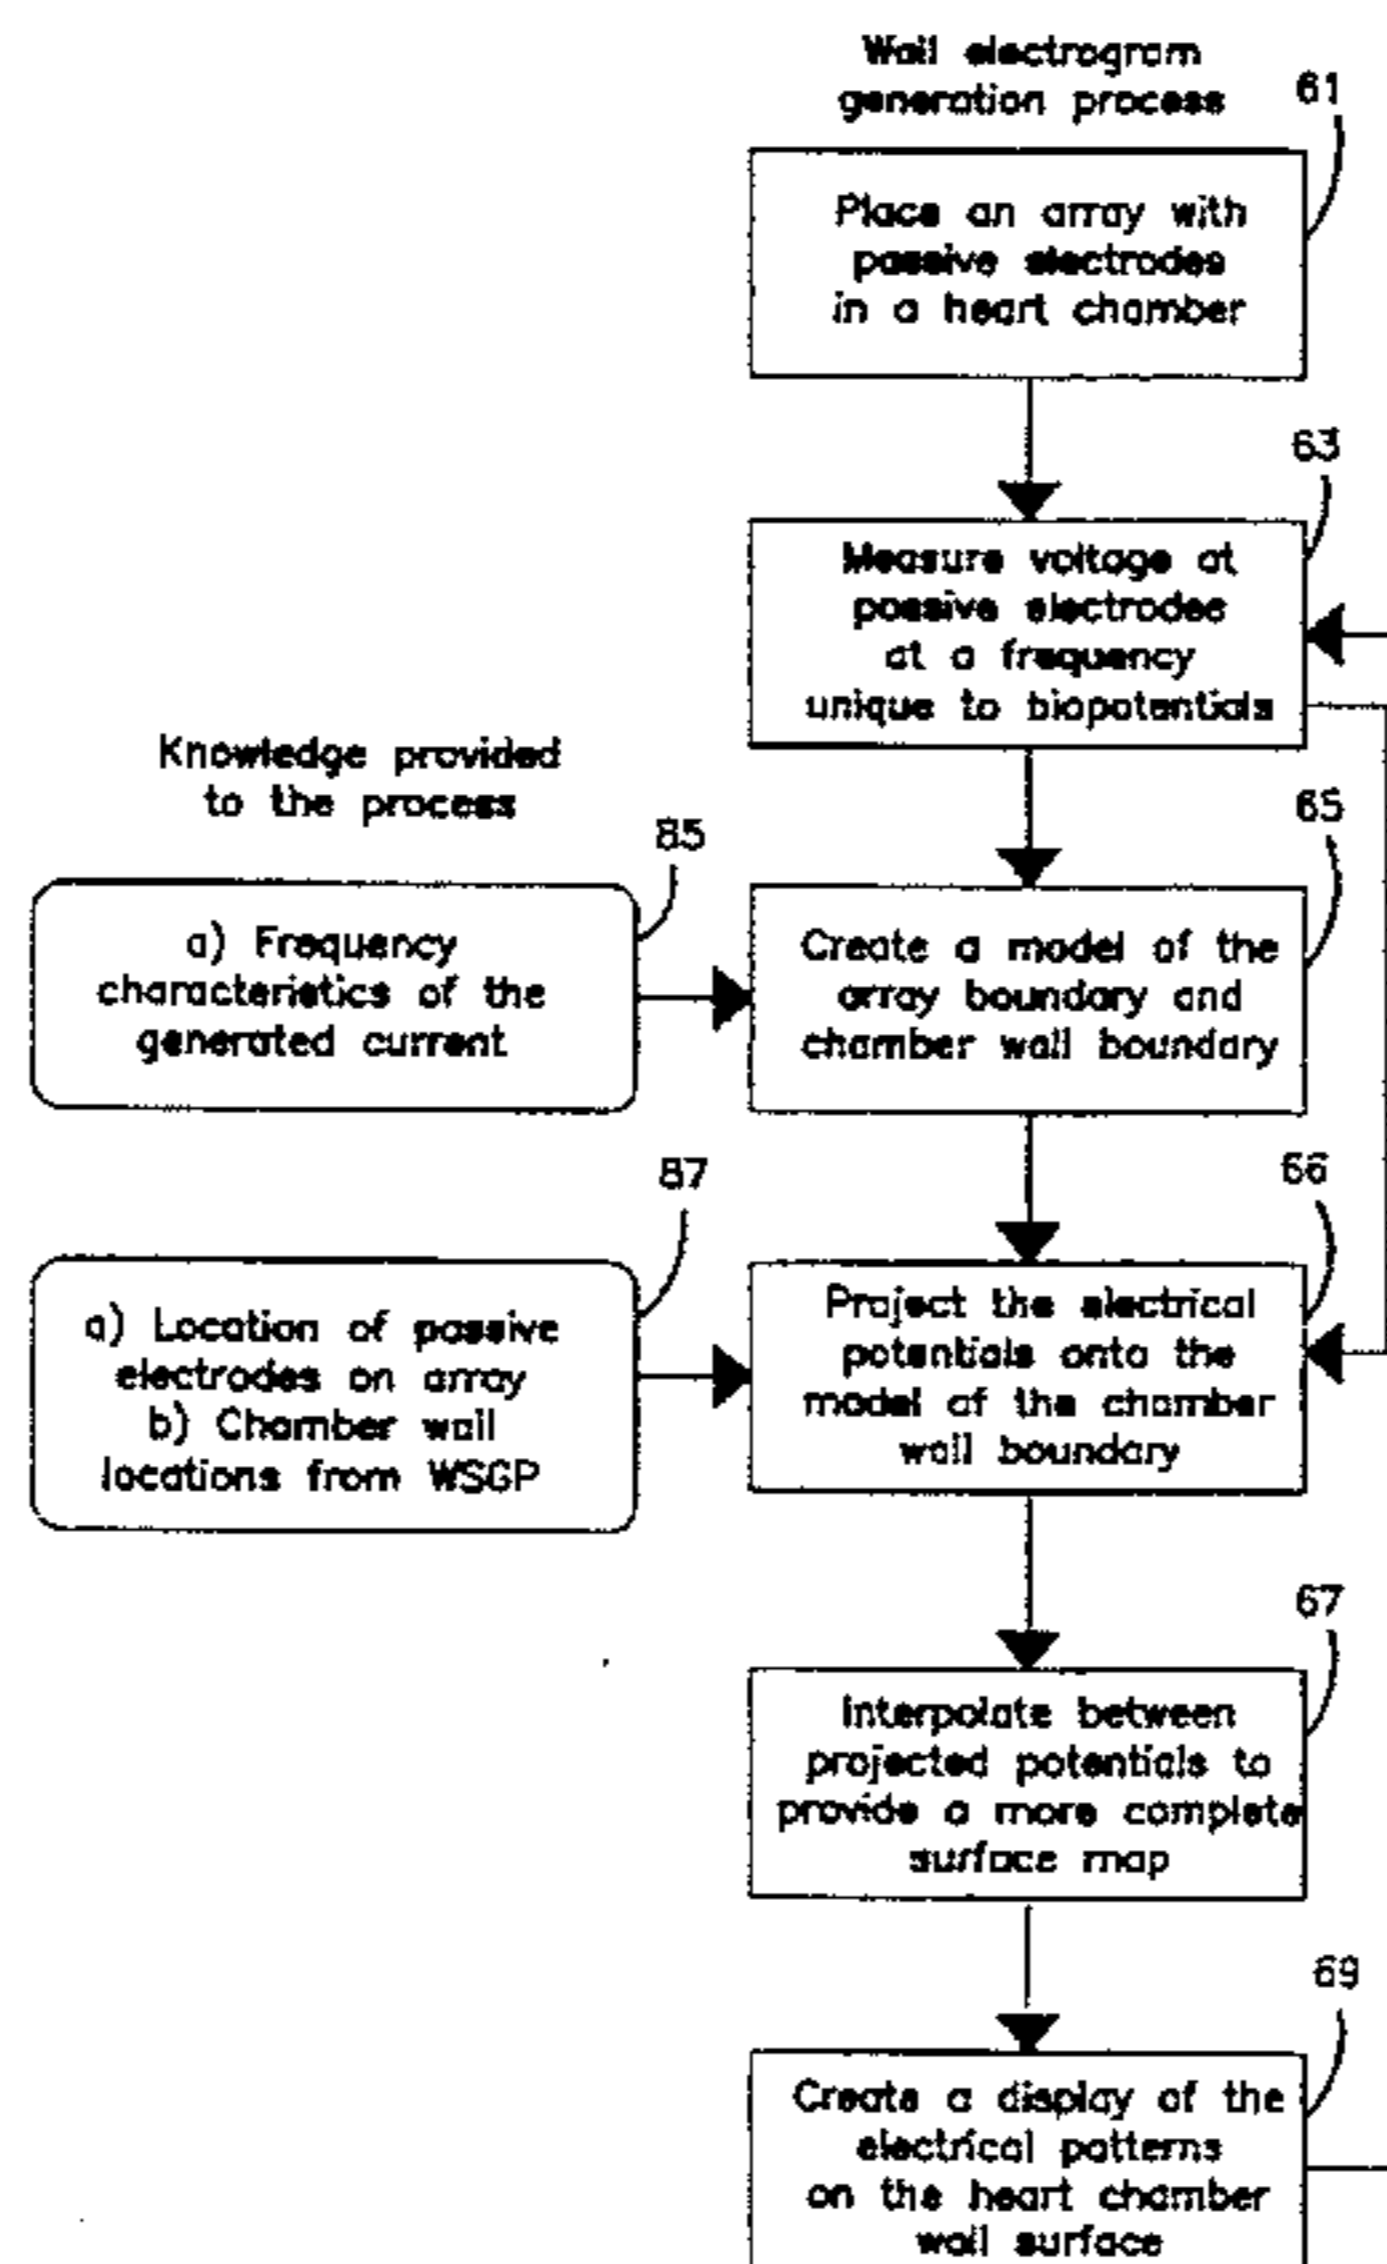 Wall electrogram
generation process
61
Place an array with
passive electrodes
in a heart chamber
63
Measure voltage at
passive electrodes
at a frequency
unique to biopotentials
Knowledge provided
to the process
85
a) Frequency
characteristics of the
generated current
65
Create a model of the
array boundary and
chamber wall boundary
87
a) Location of passive
electrodes on array
b) Chamber wall
locations from WSGP
66
Project the electrical
potentials onto the
model of the chamber
wall boundary
67
Interpolate between
projected potentials to
provide a more complete
surface map
69
Create a display of the
electrical patterns
on the heart chamber
wall surface